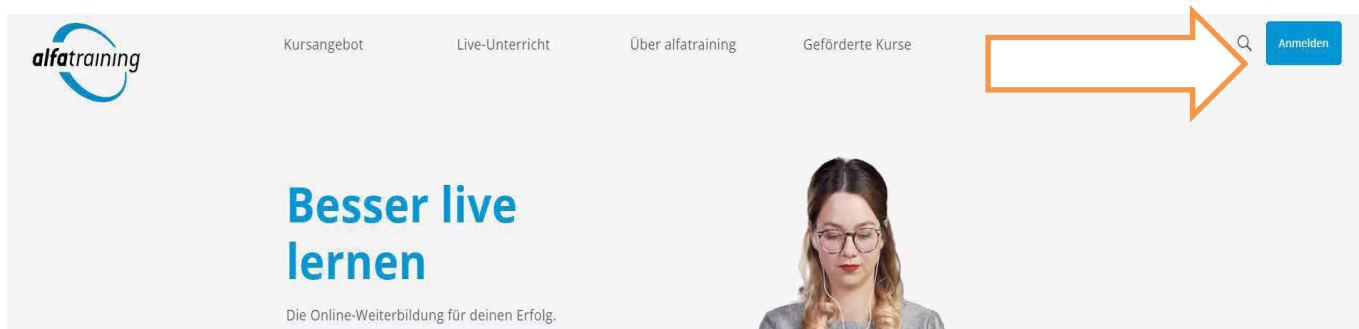 alfatraining
Kursangebot Live-Unterricht Über alfatraining Geförderte Kurse Anmelden
Besser live
lernen
Die Online-Weiterbildung für deinen Erfolg.